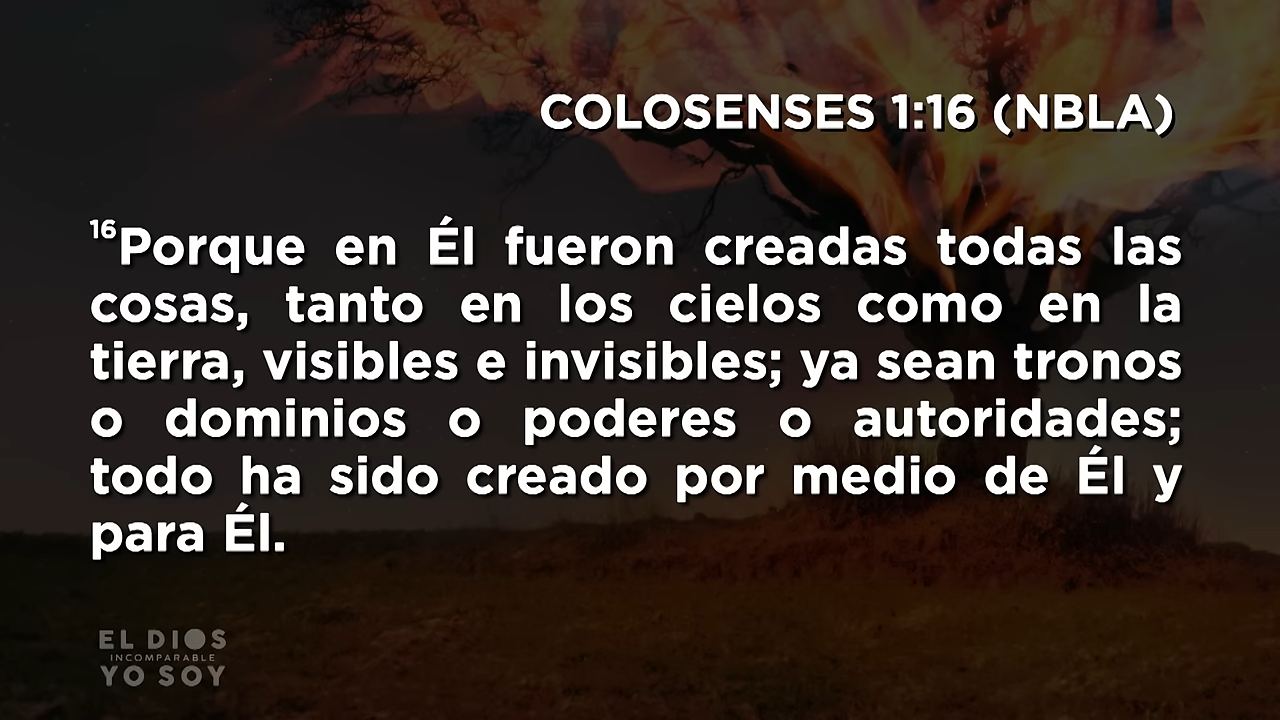 COLOSENSES 1:16 (NBLA)
16Porque en Él fueron creadas todas las
cosas, tanto en los cielos como en la
tierra, visibles e invisibles; ya sean tronos
o dominios o poderes o autoridades;
todo ha sido creado por medio de Él y
para Él.
EL DIOS
INCOMPARABLE
YO SOY